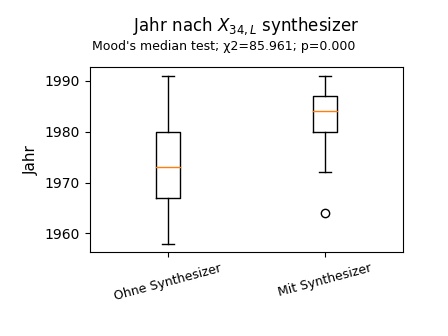 Jahr nach X34, L synthesizer
Mood's median test; χ2=85.961; p=0.000
1990
1980
1970
1960
Jahr
Ohne Synthesizer
Mit Synthesizer